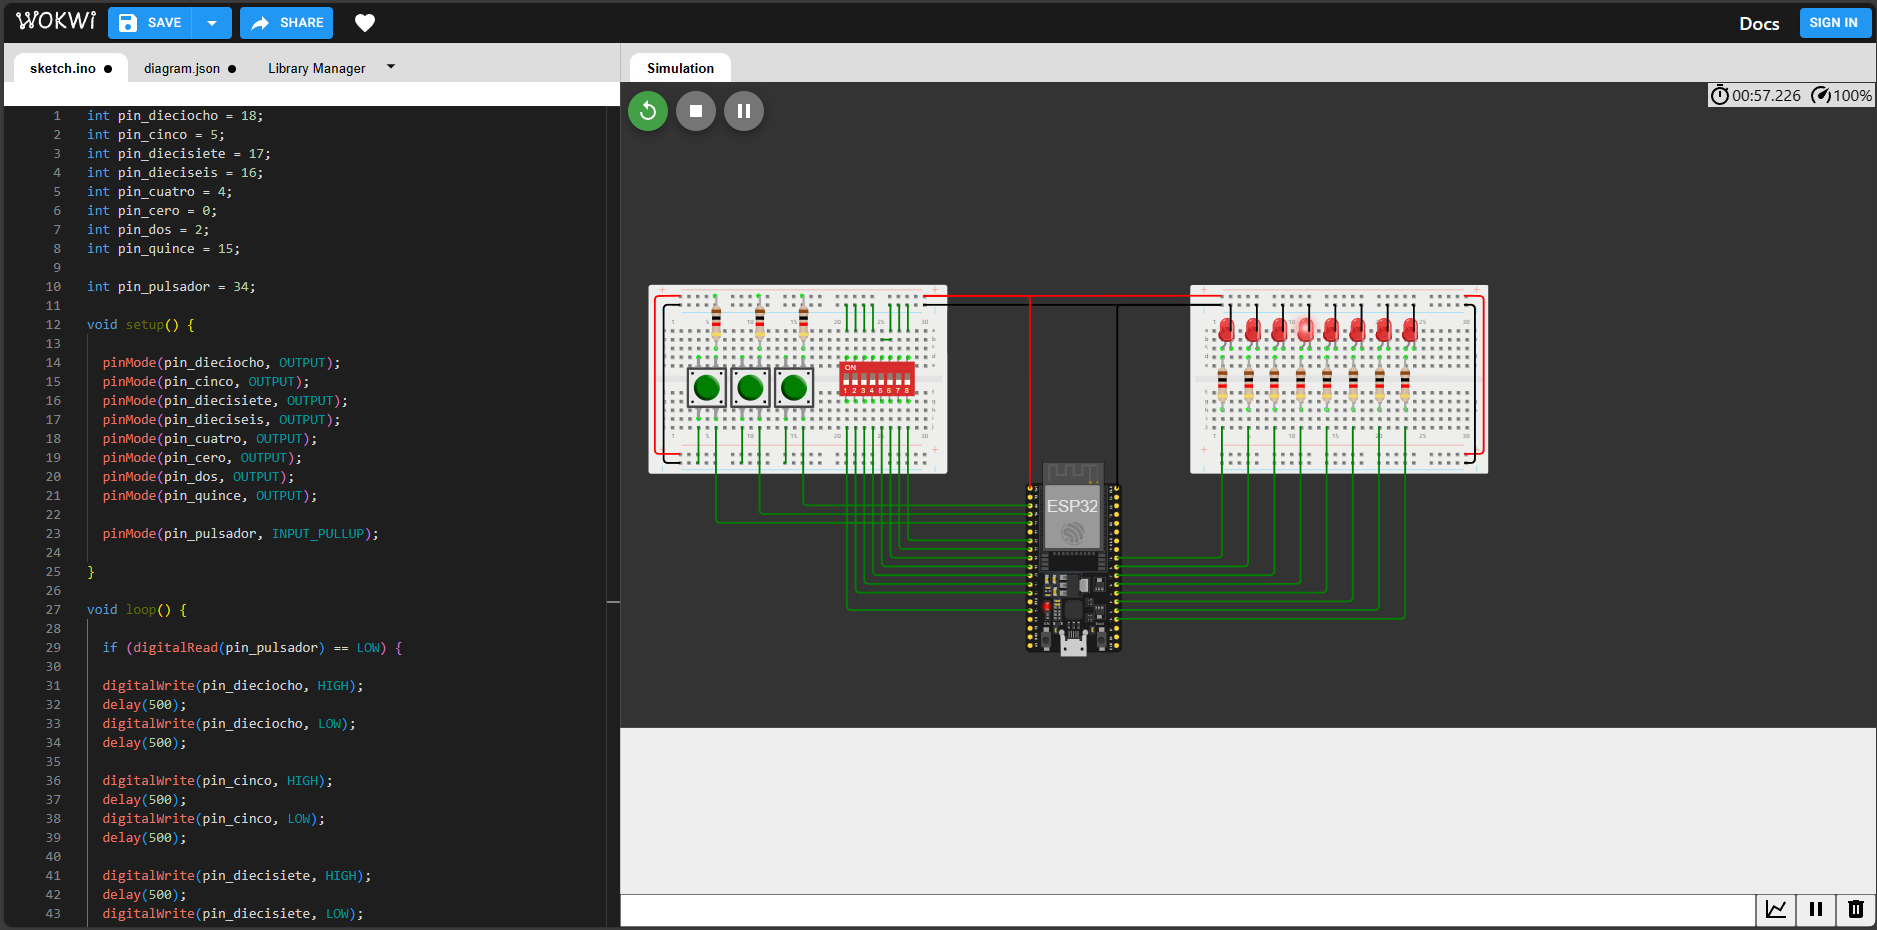 WOKWI SAVE SHARE Docs SIGN IN
sketch.ino ● diagram.json ● Library Manager
Simulation
00:57.226 100%
1 int pin_dieciocho = 18;
2 int pin_cinco = 5;
3 int pin_diecisiete = 17;
4 int pin_dieciseis = 16;
5 int pin_cuatro = 4;
6 int pin_cero = 0;
7 int pin_dos = 2;
8 int pin_quince = 15;
9
10 int pin_pulsador = 34;
11
12 void setup() {
13
14 pinMode(pin_dieciocho, OUTPUT);
15 pinMode(pin_cinco, OUTPUT);
16 pinMode(pin_diecisiete, OUTPUT);
17 pinMode(pin_dieciseis, OUTPUT);
18 pinMode(pin_cuatro, OUTPUT);
19 pinMode(pin_cero, OUTPUT);
20 pinMode(pin_dos, OUTPUT);
21 pinMode(pin_quince, OUTPUT);
22
23 pinMode(pin_pulsador, INPUT_PULLUP);
24
25 }
26
27 void loop() {
28
29 if (digitalRead(pin_pulsador) == LOW) {
30
31 digitalWrite(pin_dieciocho, HIGH);
32 delay(500);
33 digitalWrite(pin_dieciocho, LOW);
34 delay(500);
35
36 digitalWrite(pin_cinco, HIGH);
37 delay(500);
38 digitalWrite(pin_cinco, LOW);
39 delay(500);
40
41 digitalWrite(pin_diecisiete, HIGH);
42 delay(500);
43 digitalWrite(pin_diecisiete, LOW);
ON
1 2 3 4 5 6 7 8
ESP32